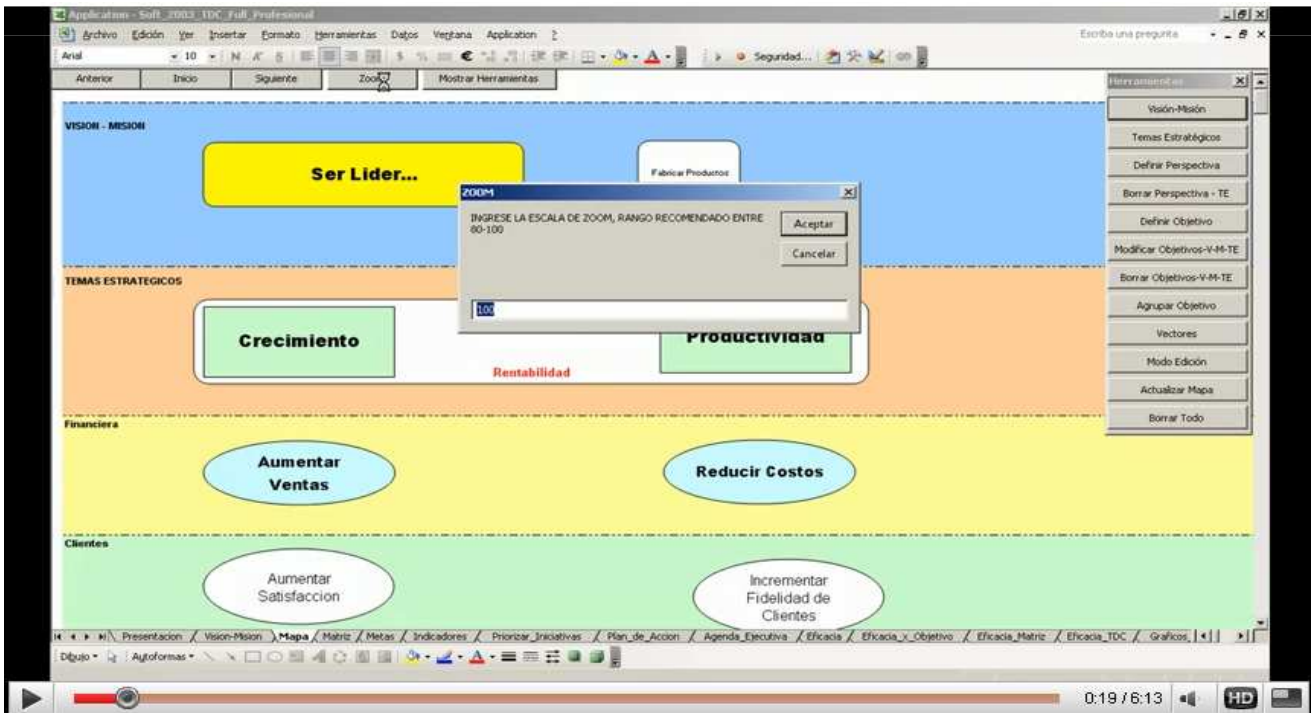 Application - Soft_2003_TDC_Full_Profesional
Archivo Edición Ver Insertar Formato Herramientas Datos Ventana Application ?
Escriba una pregunta
Arial 10 N K S $ % € A Seguridad...
Anterior Inicio Siguiente Zoom Mostrar Herramientas
Herramientas
VISION - MISION
Ser Lider...
Fabricar Productos
ZOOM
INGRESE LA ESCALA DE ZOOM, RANGO RECOMENDADO ENTRE
80-100
Aceptar
Cancelar
100
TEMAS ESTRATEGICOS
Crecimiento
Productividad
Rentabilidad
Financiera
Aumentar
Ventas
Reducir Costos
Clientes
Aumentar
Satisfaccion
Incrementar
Fidelidad de
Clientes
Visión-Misión
Temas Estratégicos
Definir Perspectiva
Borrar Perspectiva - TE
Definir Objetivo
Modificar Objetivos-V-M-TE
Borrar Objetivos-V-M-TE
Agrupar Objetivo
Vectores
Modo Edición
Actualizar Mapa
Borrar Todo
Presentacion / Vision-Mision / Mapa / Matriz / Metas / Indicadores / Priorizar_Iniciativas / Plan_de_Accion / Agenda_Ejecutiva / Eficacia / Eficacia_x_Objetivo / Eficacia_Matriz / Eficacia_TDC / Graficos
Dibujo Autoformas A
0:19 / 6:13 HD